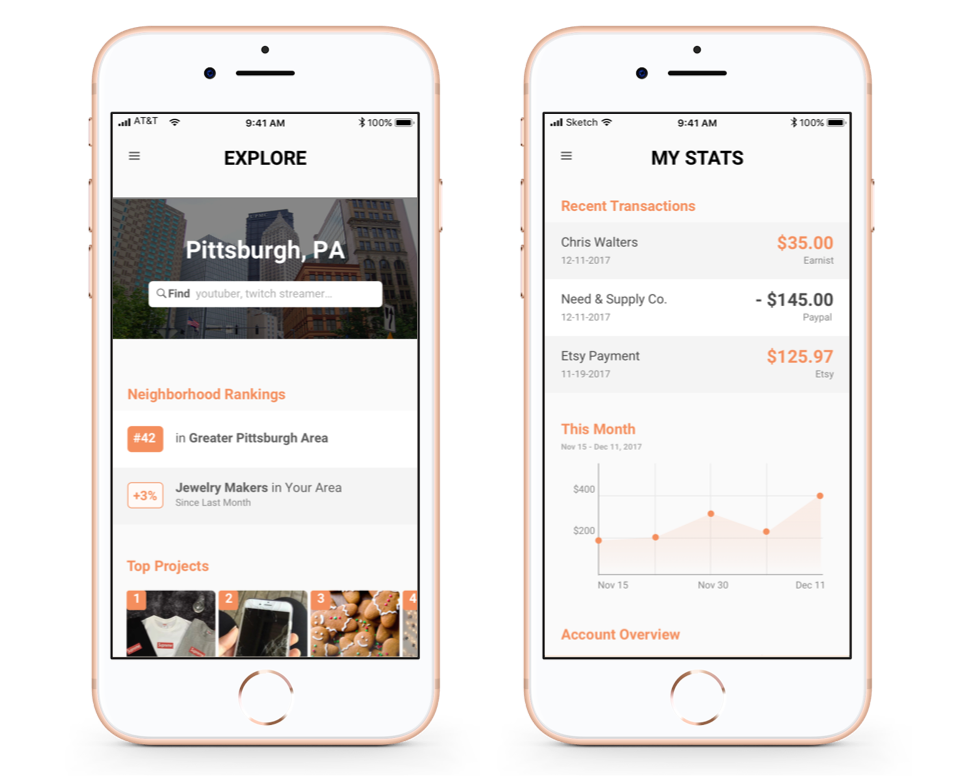 AT&T 9:41 AM 100%
EXPLORE
Pittsburgh, PA
Find youtuber, twitch streamer...
Neighborhood Rankings
#42 in Greater Pittsburgh Area
+3% Jewelry Makers in Your Area
Since Last Month
Top Projects
1 2 3 4
Supreme
Sketch 9:41 AM 100%
MY STATS
Recent Transactions
Chris Walters $35.00
12-11-2017 Earnist
Need & Supply Co. - $145.00
12-11-2017 Paypal
Etsy Payment $125.97
11-19-2017 Etsy
This Month
Nov 15 - Dec 11, 2017
$400
$200
Nov 15 Nov 30 Dec 11
Account Overview